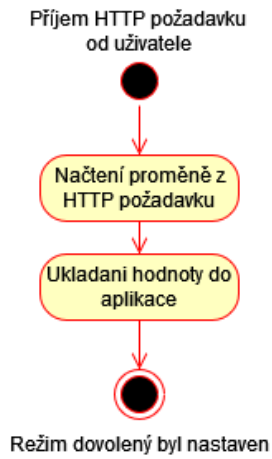 Příjem HTTP požadavku
od uživatele
Načtení proměně z
HTTP požadavku
Ukladani hodnoty do
aplikace
Režim dovolený byl nastaven